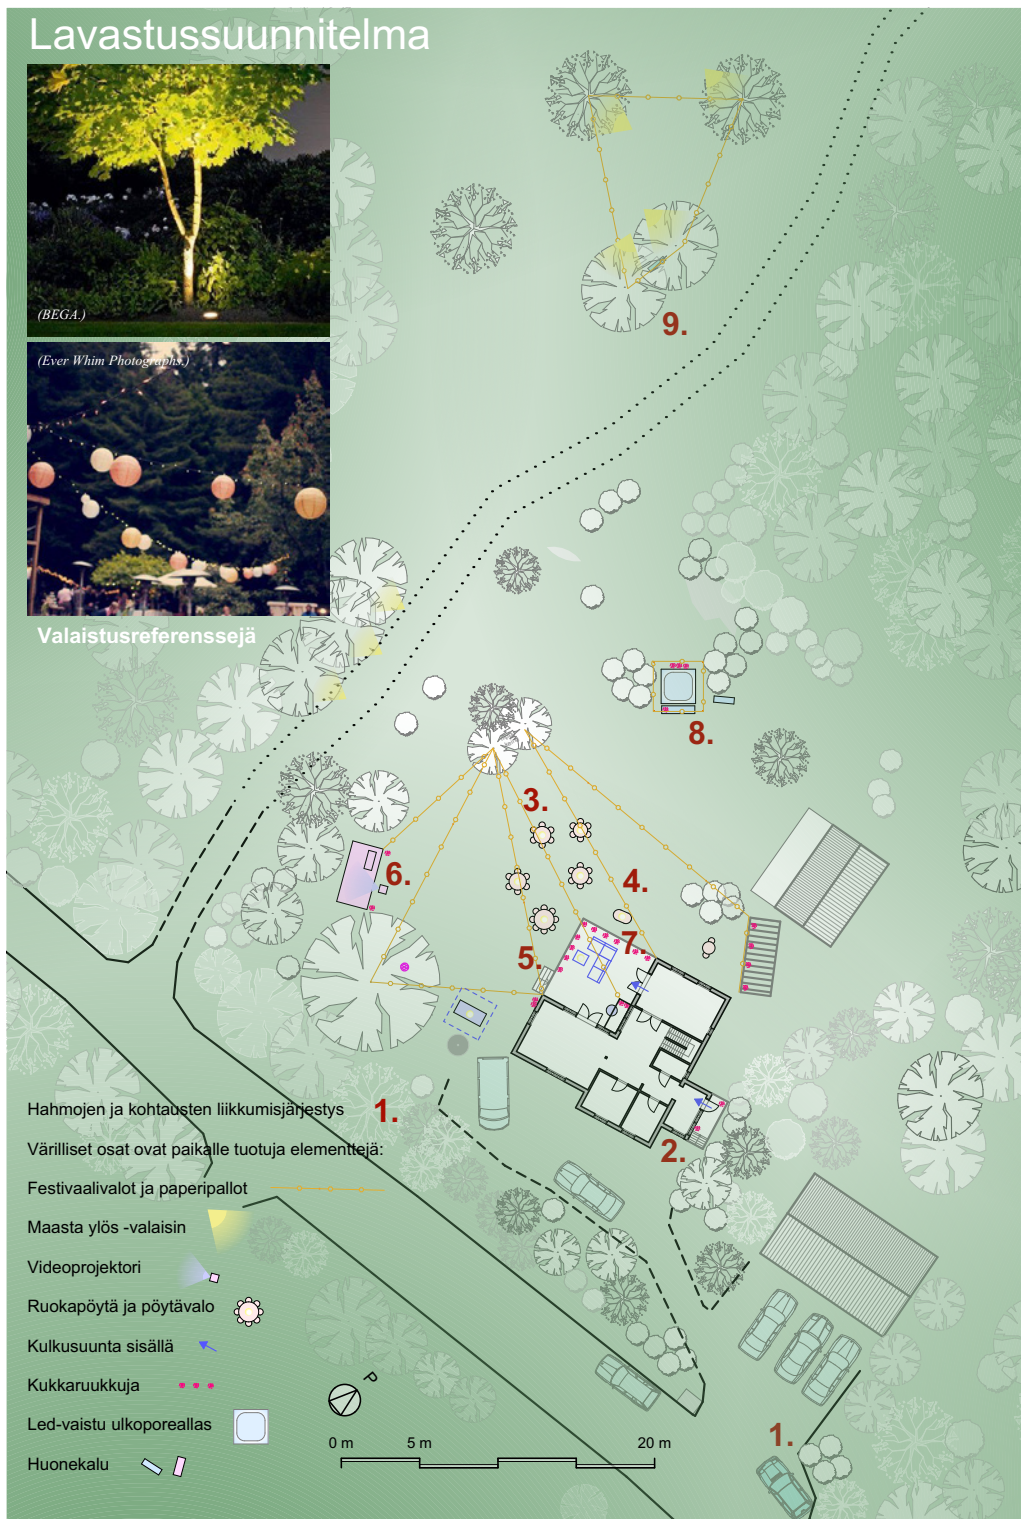 Lavastussuunnitelma
(BEGA.)
(Ever Whim Photographs.)
Valaistusreferenssejä
9.
8.
3.
6.
4.
7.
5.
2.
1.
Hahmojen ja kohtausten liikkumisjärjestys 1.
Värilliset osat ovat paikalle tuotuja elementtejä:
Festivaalivalot ja paperipallot
Maasta ylös -valaisin
Videoprojektori
Ruokapöytä ja pöytävalo
Kulkusuunta sisällä
Kukkaruukkuja
Led-vaistu ulkoporeallas
Huonekalu
P
0 m 5 m 20 m